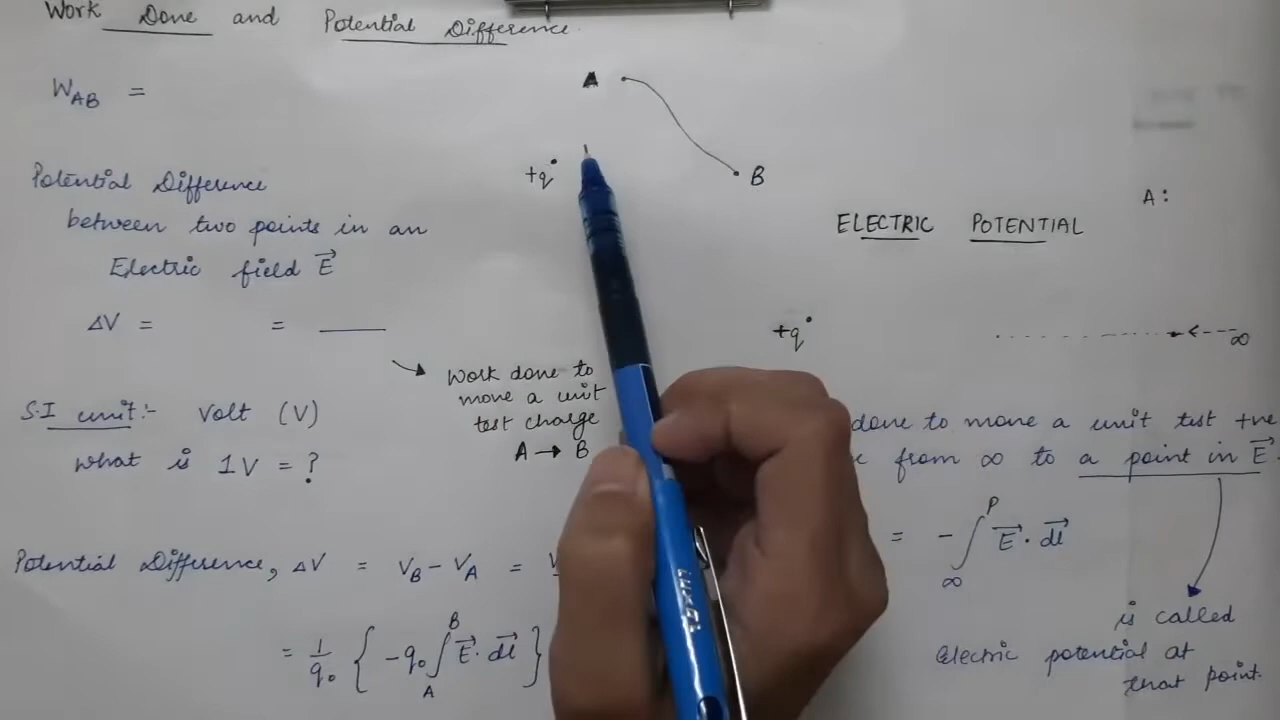 Work Done and Potential Difference.
W_AB =
A
B
+q
Potential Difference
between two points in an
Electric field E⃗
ΔV = = ___
Work done to
move a unit
test charge
A → B
S.I unit:- Volt (V)
What is 1V = ?
Potential Difference, ΔV = V_B - V_A =
= 1/q₀ { -q₀ ∫_A^B E⃗ · dl⃗ }
A:
ELECTRIC POTENTIAL
+q
∞
done to move a unit test +ve
from ∞ to a point in E⃗.
= - ∫_∞^P E⃗ · dl⃗
is called
Electric potential at
that point.